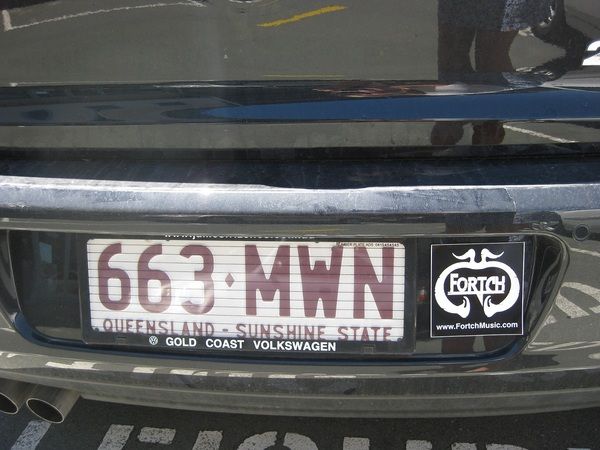 663·MWN
QUEENSLAND - SUNSHINE STATE
GOLD COAST VOLKSWAGEN
FORTCH
www.FortchMusic.com